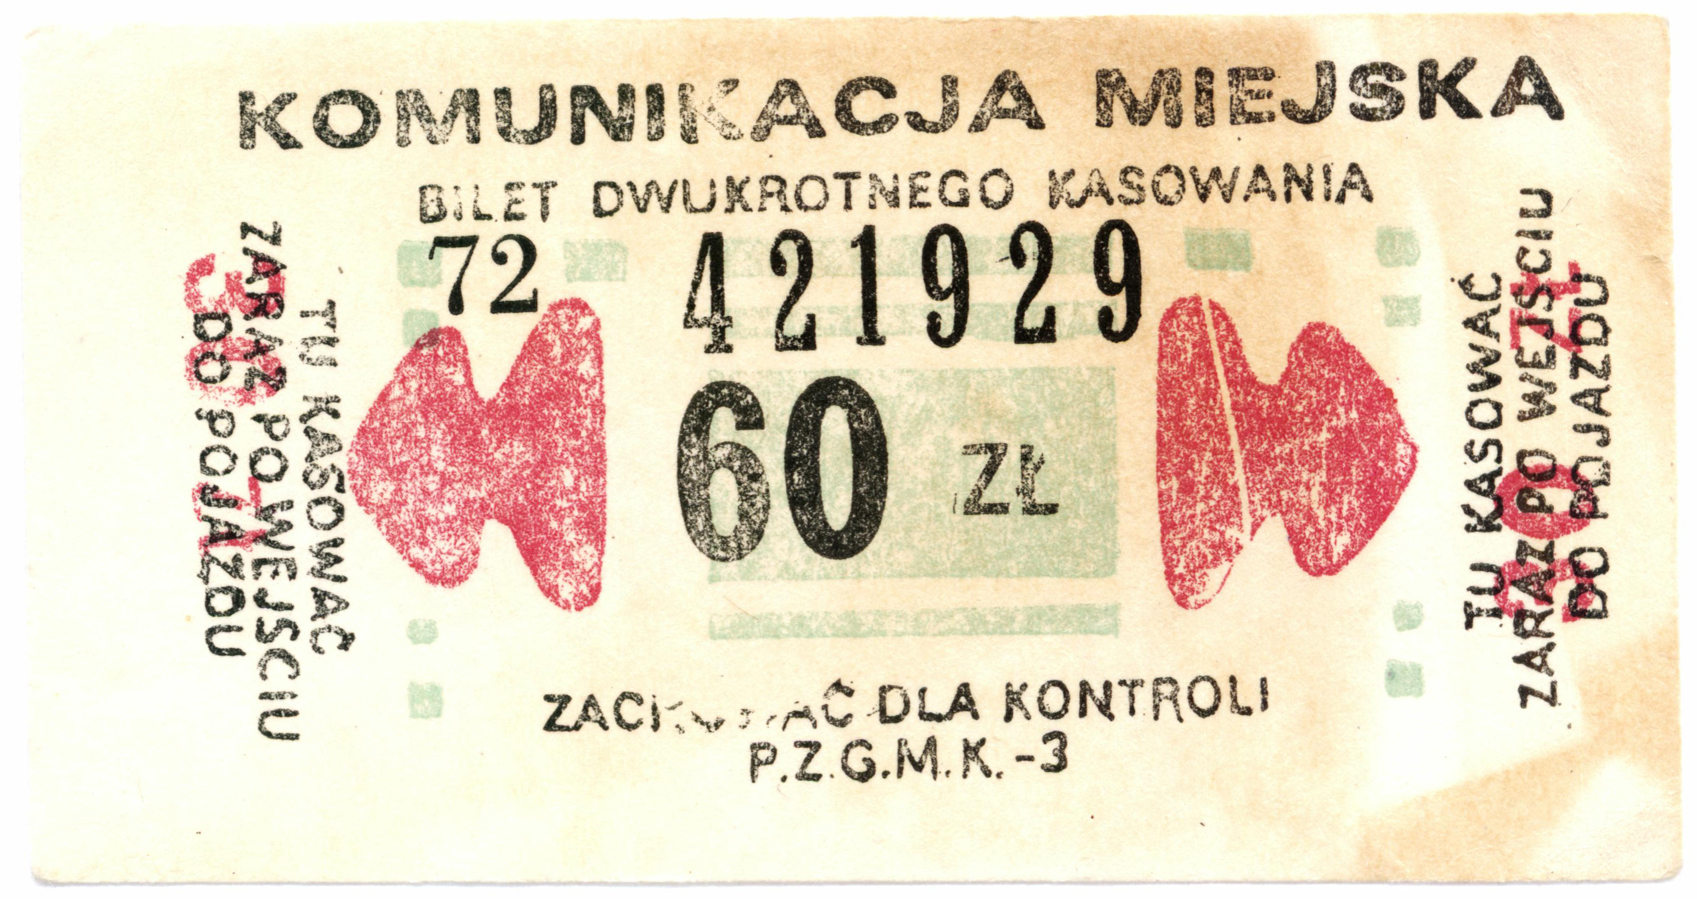 KOMUNIKACJA MIEJSKA
BILET DWUKROTNEGO KASOWANIA
72 421929
60 ZŁ
ZACHOWAĆ DLA KONTROLI
P.Z.G.M.K.-3
TU KASOWAĆ
ZARAZ PO WEJŚCIU
DO POJAZDU
TU KASOWAĆ
ZARAZ PO WEJŚCIU
DO POJAZDU